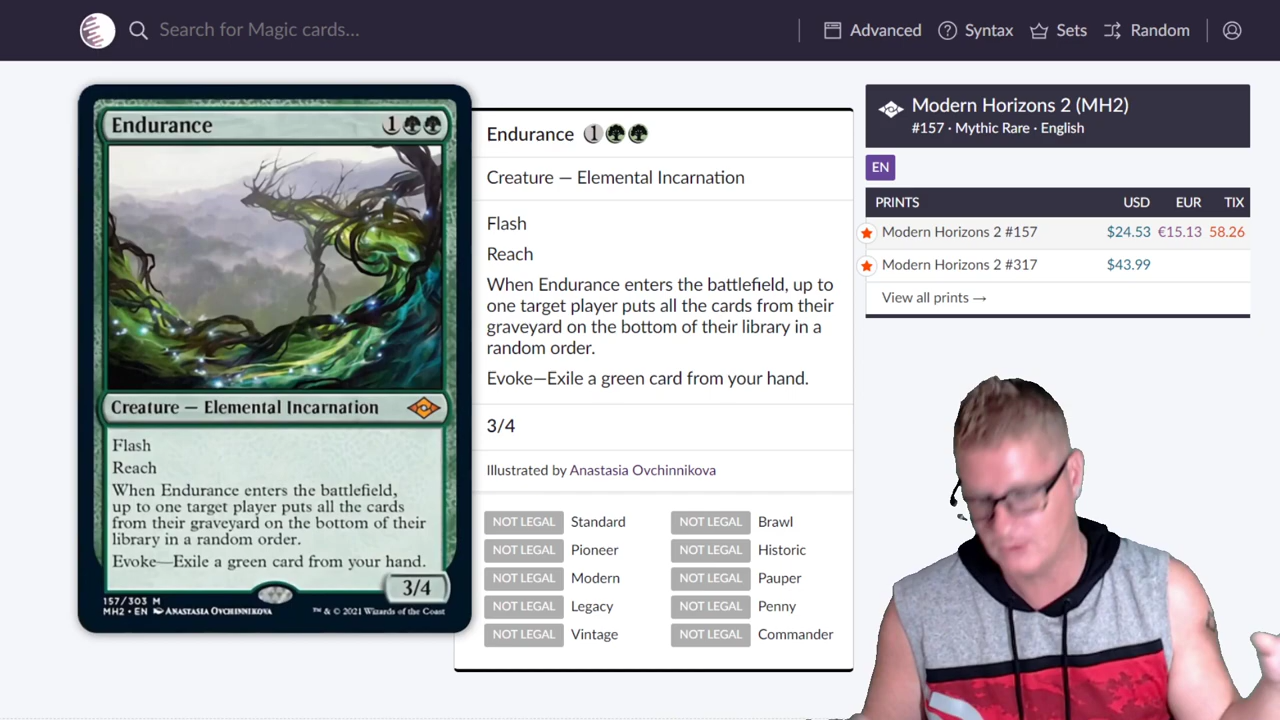 Search for Magic cards...
Advanced
Syntax
Sets
Random
Endurance 1
Flash
Reach
When Endurance enters the battlefield,
up to one target player puts all the cards
from their graveyard on the bottom of their
library in a random order.
Evoke—Exile a green card from your hand.
Creature — Elemental Incarnation
3/4
157/303 M
MH2 • EN ANASTASIA OVCHINNIKOVA
™ & © 2021 Wizards of the Coast
Endurance 1
Creature — Elemental Incarnation
Flash
Reach
When Endurance enters the battlefield, up to
one target player puts all the cards from their
graveyard on the bottom of their library in a
random order.
Evoke—Exile a green card from your hand.
3/4
Illustrated by Anastasia Ovchinnikova
NOT LEGAL Standard NOT LEGAL Brawl
NOT LEGAL Pioneer NOT LEGAL Historic
NOT LEGAL Modern NOT LEGAL Pauper
NOT LEGAL Legacy NOT LEGAL Penny
NOT LEGAL Vintage NOT LEGAL Commander
Modern Horizons 2 (MH2)
#157 · Mythic Rare · English
EN
PRINTS USD EUR TIX
Modern Horizons 2 #157 $24.53 €15.13 58.26
Modern Horizons 2 #317 $43.99
View all prints →